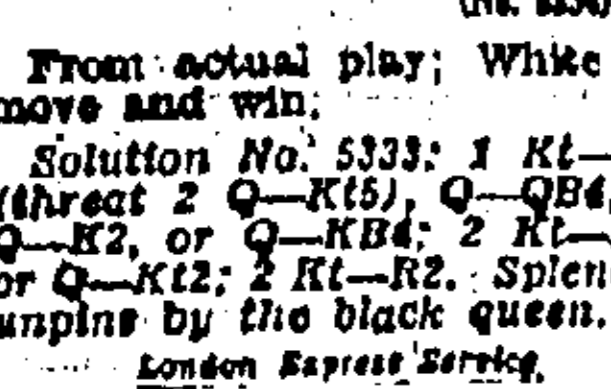 (No.
From actual play; White
move and win.
Solution No. 5333: 1 Kt—
(threat 2 Q—Kt5), Q—QB4,
Q—K2, or Q—KB4; 2 Kt—
or Q—Kt2; 2 Kt—R2. Splen
unpins by the black queen.
London Express Service.